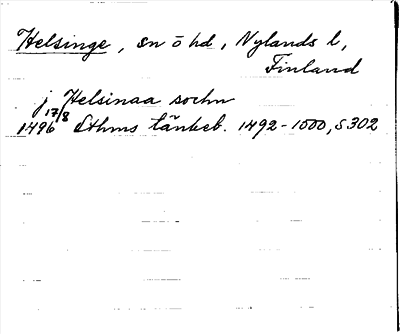 Helsinge, sn ö hd, Nylands l,
Finland
j Helsinaa sochn
17/8
1496 Sthms tänkeb. 1492-1500, S 302